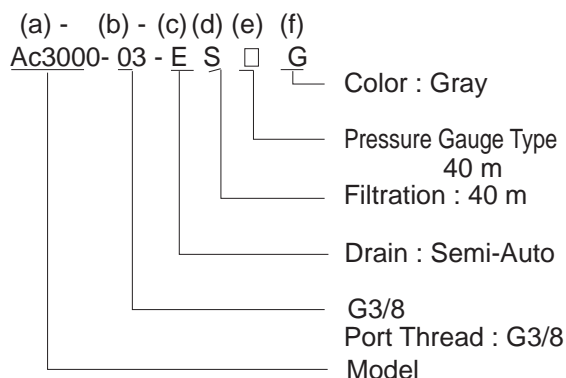 (a) - (b) - (c) (d) (e) (f)
Ac3000- 03 - E S □ G
Color : Gray
Pressure Gauge Type
40 m
Filtration : 40 m
Drain : Semi-Auto
G3/8
Port Thread : G3/8
Model